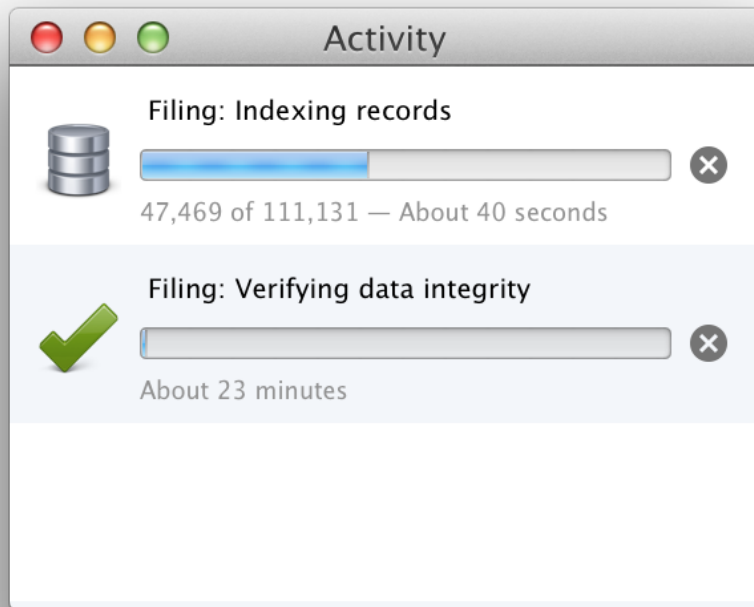 Activity
Filing: Indexing records
47,469 of 111,131 — About 40 seconds
Filing: Verifying data integrity
About 23 minutes